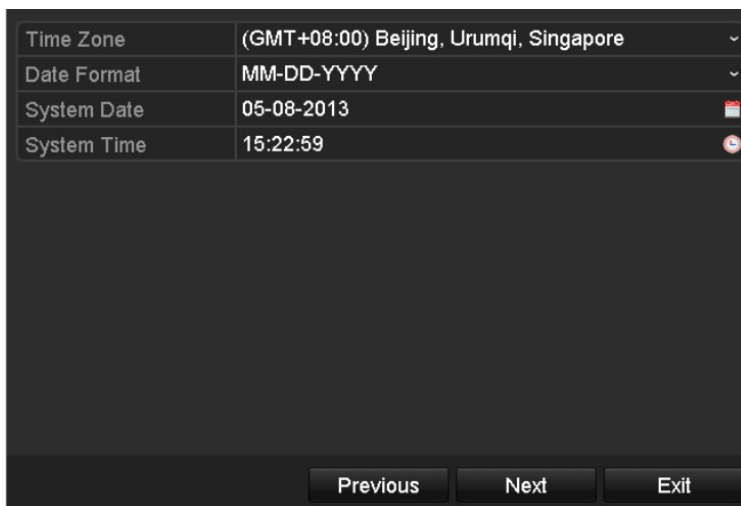 Time Zone (GMT+08:00) Beijing, Urumqi, Singapore
Date Format MM-DD-YYYY
System Date 05-08-2013
System Time 15:22:59
Previous Next Exit